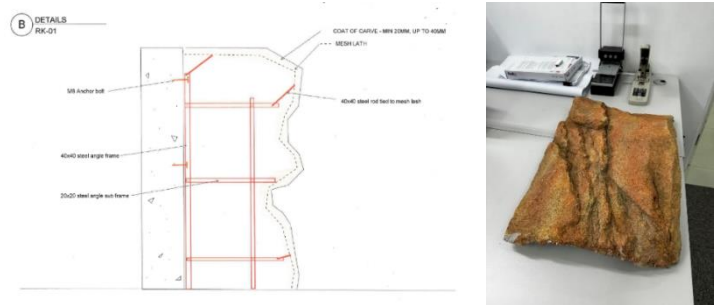 B
DETAILS
RK-01
COAT OF CARVE - MIN 20MM, UP TO 40MM
MESH LATH
M8 Anchor bolt
40x40 steel rod tied to mesh lash
40x40 steel angle frame
20x20 steel angle sub frame